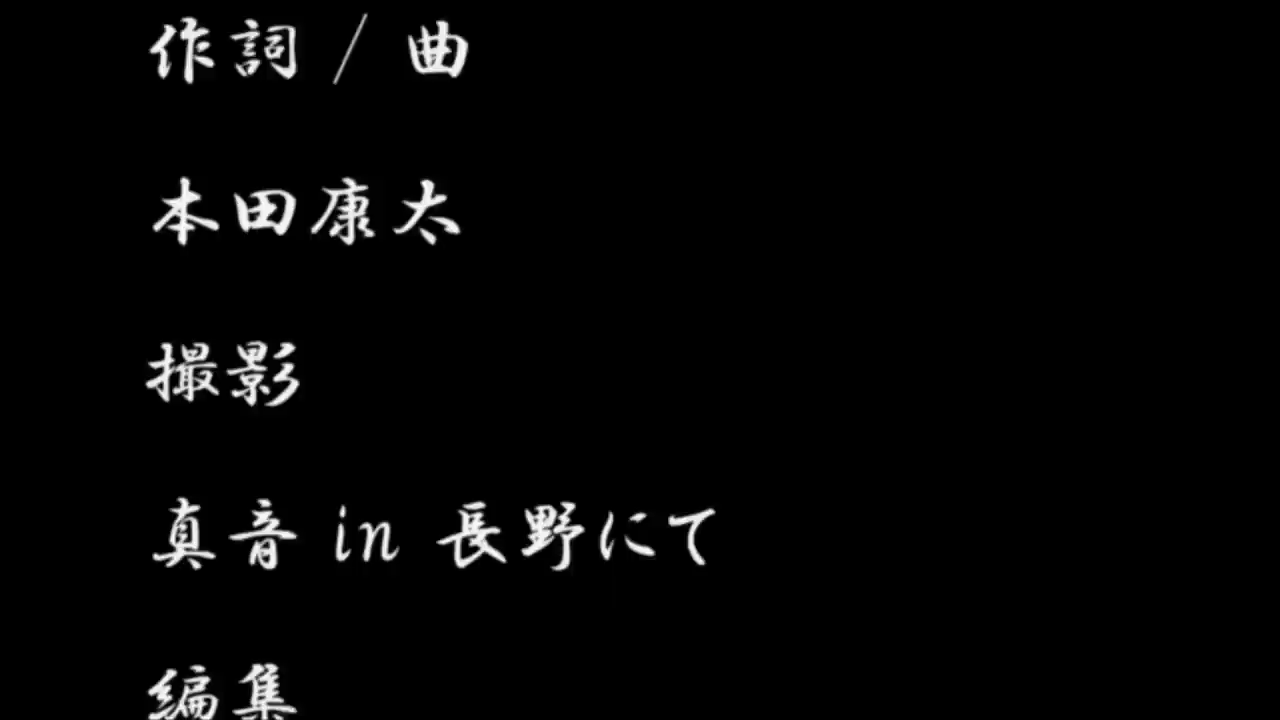 作詞 / 曲
本田康太
撮影
真音 in 長野にて
編集